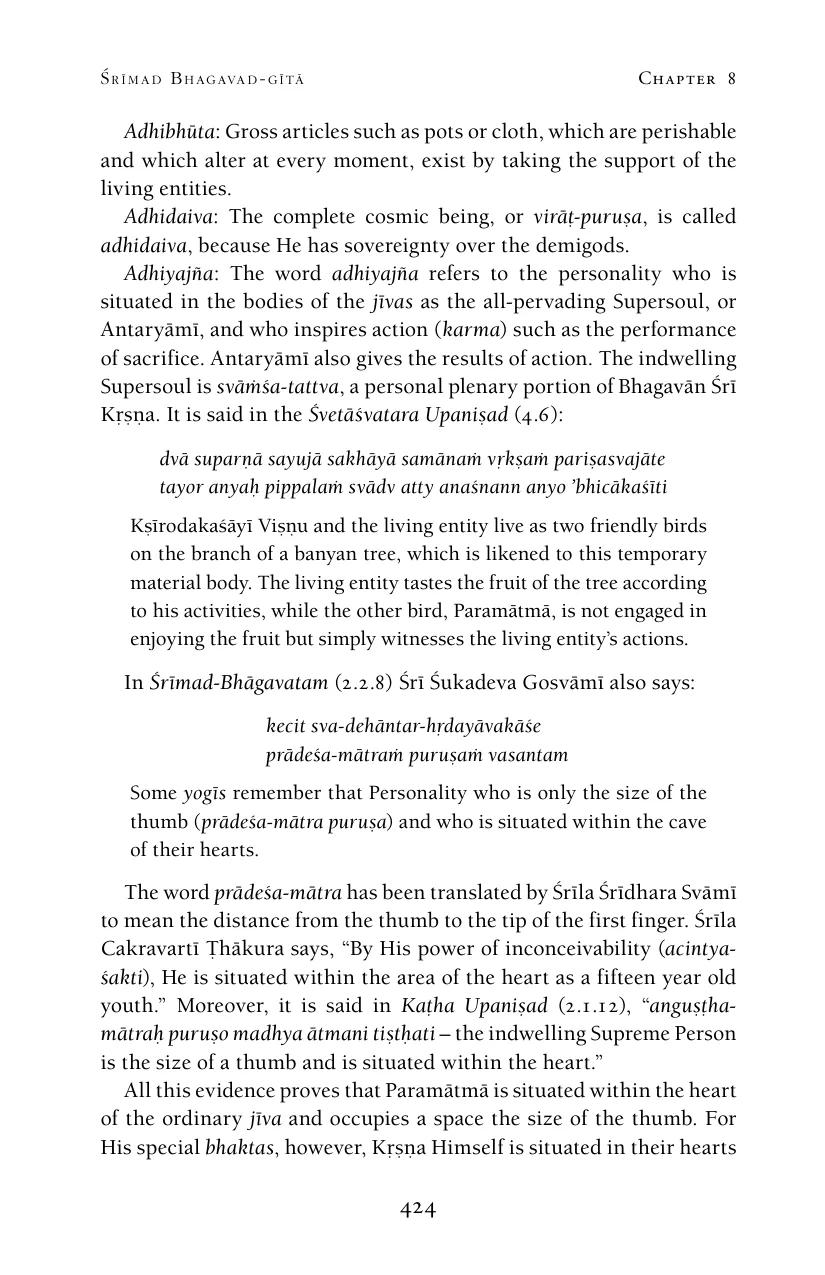 Śrīmad Bhagavad-gītā Chapter 8
Adhibhūta: Gross articles such as pots or cloth, which are perishable
and which alter at every moment, exist by taking the support of the
living entities.
Adhidaiva: The complete cosmic being, or virāṭ-puruṣa, is called
adhidaiva, because He has sovereignty over the demigods.
Adhiyajña: The word adhiyajña refers to the personality who is
situated in the bodies of the jīvas as the all-pervading Supersoul, or
Antaryāmī, and who inspires action (karma) such as the performance
of sacrifice. Antaryāmī also gives the results of action. The indwelling
Supersoul is svāṁśa-tattva, a personal plenary portion of Bhagavān Śrī
Kṛṣṇa. It is said in the Śvetāśvatara Upaniṣad (4.6):
dvā suparṇā sayujā sakhāyā samānaṁ vṛkṣaṁ pariṣasvajāte
tayor anyaḥ pippalaṁ svādv atty anaśnann anyo ’bhicākaśīti
Kṣīrodakaśāyī Viṣṇu and the living entity live as two friendly birds
on the branch of a banyan tree, which is likened to this temporary
material body. The living entity tastes the fruit of the tree according
to his activities, while the other bird, Paramātmā, is not engaged in
enjoying the fruit but simply witnesses the living entity’s actions.
In Śrīmad-Bhāgavatam (2.2.8) Śrī Śukadeva Gosvāmī also says:
kecit sva-dehāntar-hṛdayāvakāśe
prādeśa-mātraṁ puruṣaṁ vasantam
Some yogīs remember that Personality who is only the size of the
thumb (prādeśa-mātra puruṣa) and who is situated within the cave
of their hearts.
The word prādeśa-mātra has been translated by Śrīla Śrīdhara Svāmī
to mean the distance from the thumb to the tip of the first finger. Śrīla
Cakravartī Ṭhākura says, “By His power of inconceivability (acintya-
śakti), He is situated within the area of the heart as a fifteen year old
youth.” Moreover, it is said in Kaṭha Upaniṣad (2.1.12), “anguṣṭha-
mātraḥ puruṣo madhya ātmani tiṣṭhati – the indwelling Supreme Person
is the size of a thumb and is situated within the heart.”
All this evidence proves that Paramātmā is situated within the heart
of the ordinary jīva and occupies a space the size of the thumb. For
His special bhaktas, however, Kṛṣṇa Himself is situated in their hearts
424